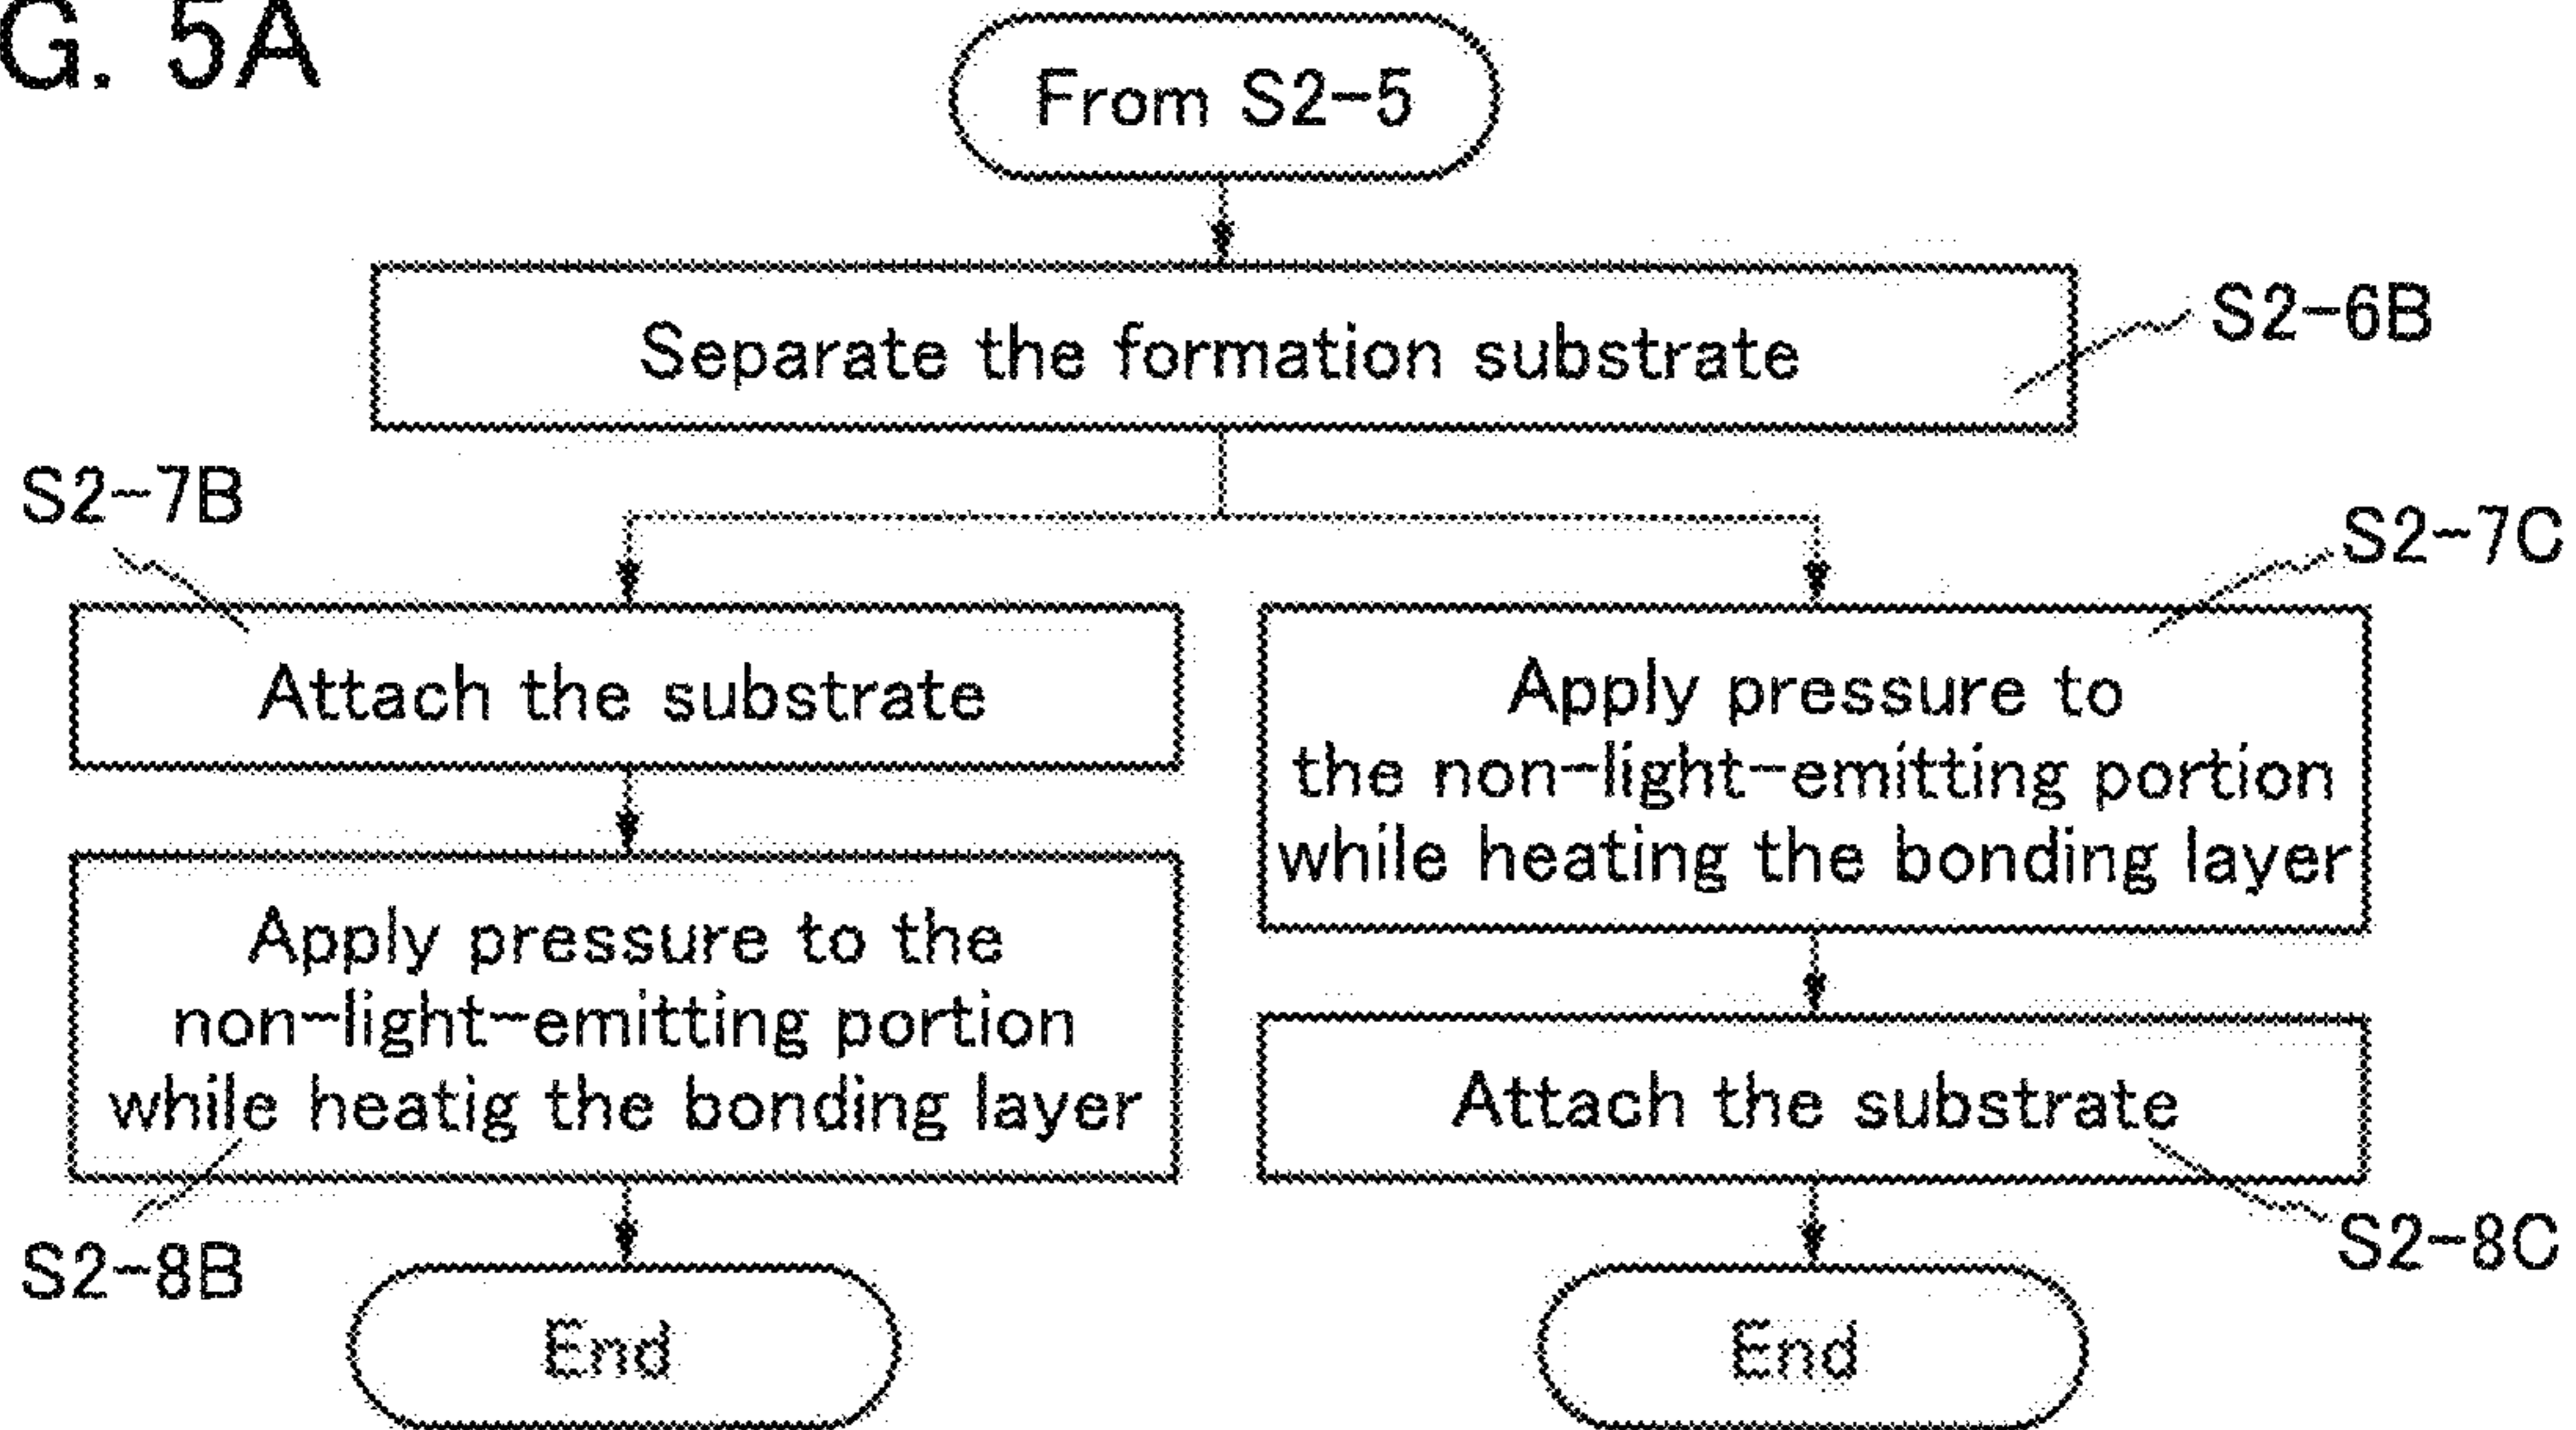 G. 5A
From S2-5
Separate the formation substrate
S2-6B
S2-7B
S2-7C
Attach the substrate
Apply pressure to
the non-light-emitting portion
while heating the bonding layer
Apply pressure to the
non-light-emitting portion
while heatig the bonding layer
Attach the substrate
S2-8B
S2-8C
End
End